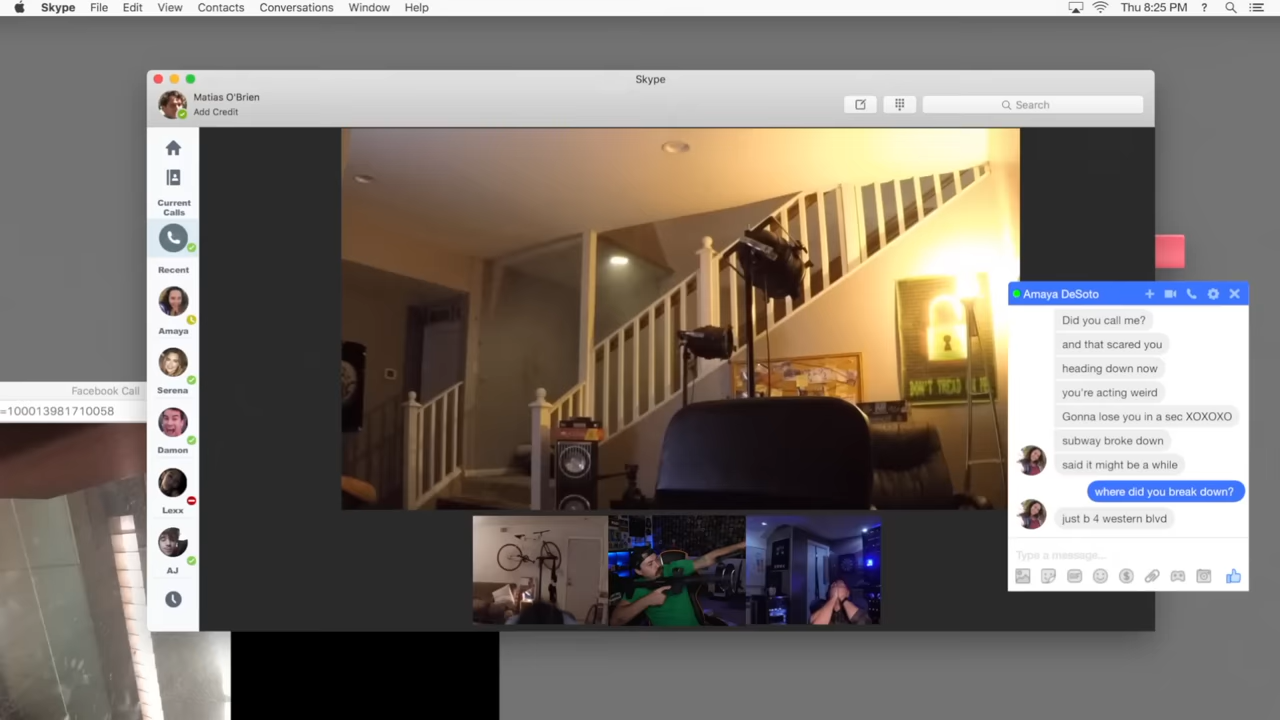 Skype File Edit View Contacts Conversations Window Help Thu 8:25 PM ?
Skype
Matias O'Brien
Add Credit
Search
Current
Calls
Recent
Amaya
Serena
Damon
Lexx
AJ
Facebook Call
=100013981710058
DON'T TREAD
Amaya DeSoto
Did you call me?
and that scared you
heading down now
you're acting weird
Gonna lose you in a sec XOXOXO
subway broke down
said it might be a while
where did you break down?
just b 4 western blvd
Type a message...